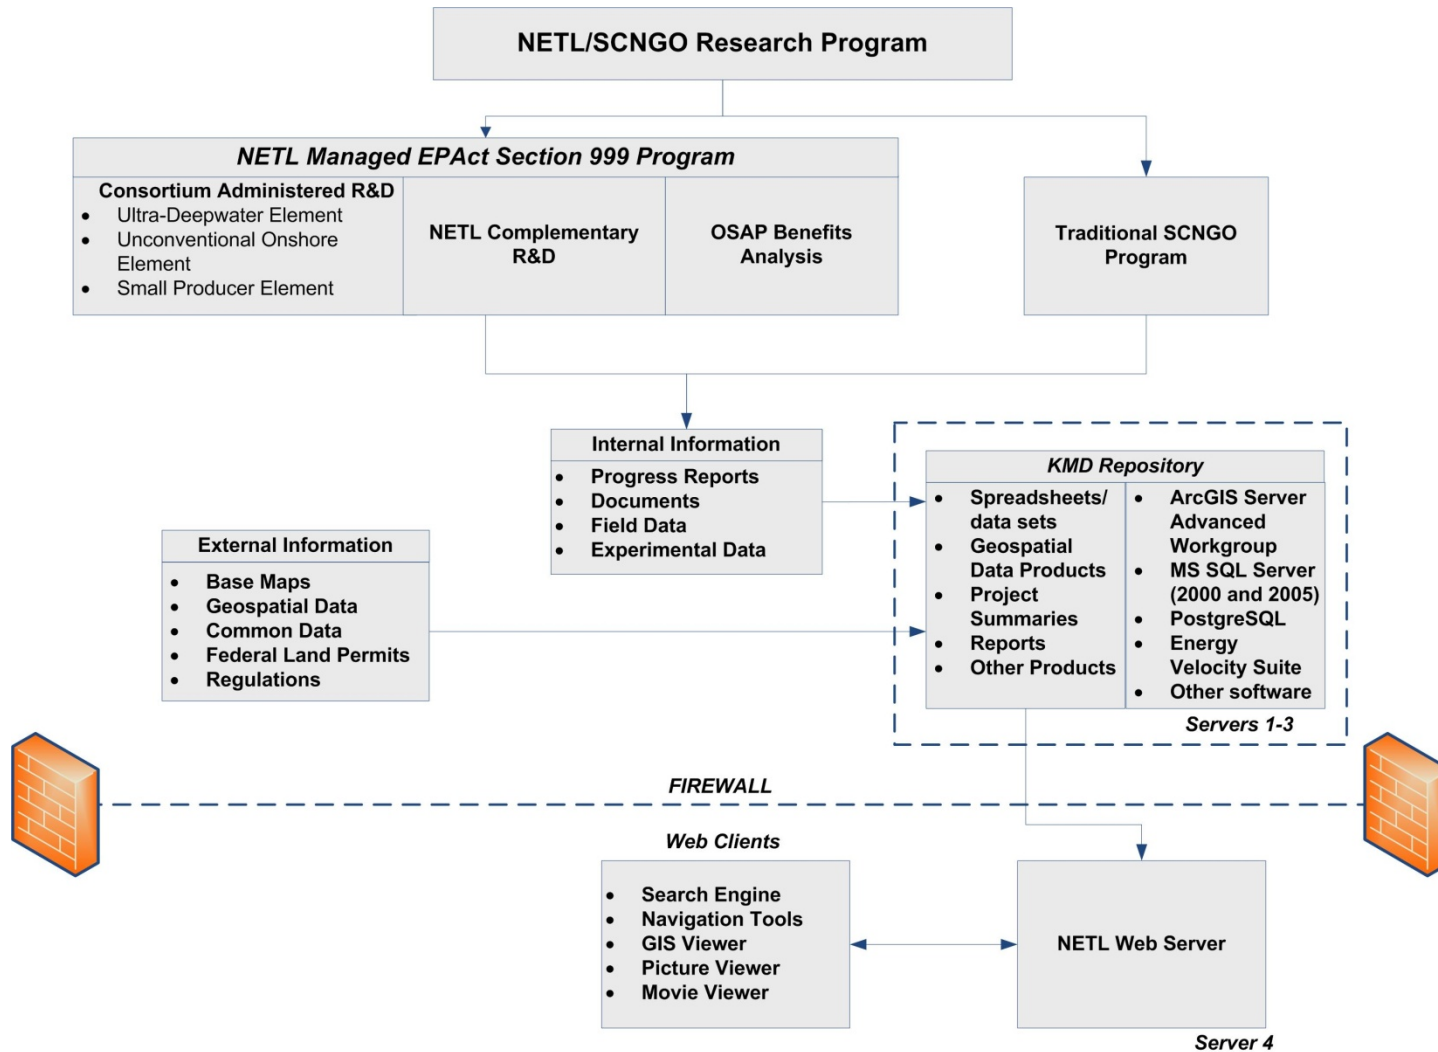 NETL/SCNGO Research Program
NETL Managed EPAct Section 999 Program
Consortium Administered R&D
• Ultra-Deepwater Element
• Unconventional Onshore
Element
• Small Producer Element
NETL Complementary
R&D
OSAP Benefits
Analysis
Traditional SCNGO
Program
Internal Information
• Progress Reports
• Documents
• Field Data
• Experimental Data
External Information
• Base Maps
• Geospatial Data
• Common Data
• Federal Land Permits
• Regulations
KMD Repository
• Spreadsheets/
data sets
• Geospatial
Data Products
• Project
Summaries
• Reports
• Other Products
• ArcGIS Server
Advanced
Workgroup
• MS SQL Server
(2000 and 2005)
• PostgreSQL
• Energy
Velocity Suite
• Other software
Servers 1-3
FIREWALL
Web Clients
• Search Engine
• Navigation Tools
• GIS Viewer
• Picture Viewer
• Movie Viewer
NETL Web Server
Server 4